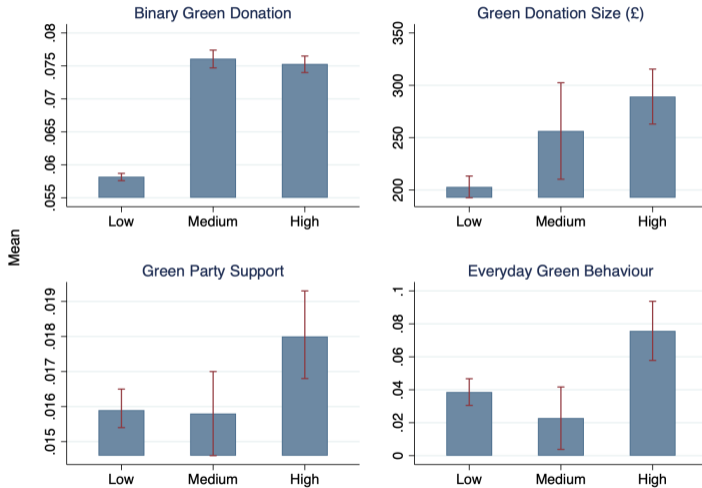 Binary Green Donation
.08
.075
.07
.065
.06
.055
Low Medium High
Green Donation Size (£)
350
300
250
200
Low Medium High
Mean
Green Party Support
.019
.018
.017
.016
.015
Low Medium High
Everyday Green Behaviour
.1
.08
.06
.04
.02
0
Low Medium High